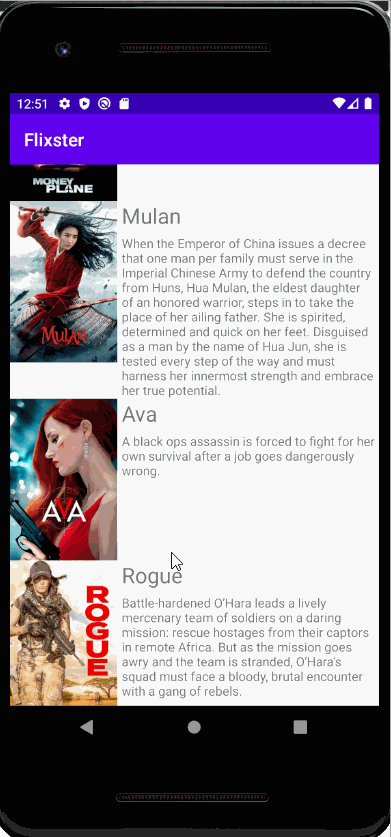 12:51
Flixster
MONEY
PLANE
Mulan
When the Emperor of China issues a decree
that one man per family must serve in the
Imperial Chinese Army to defend the country
from Huns, Hua Mulan, the eldest daughter
of an honored warrior, steps in to take the
place of her ailing father. She is spirited,
determined and quick on her feet. Disguised
as a man by the name of Hua Jun, she is
tested every step of the way and must
harness her innermost strength and embrace
her true potential.
MULAN
Ava
A black ops assassin is forced to fight for her
own survival after a job goes dangerously
wrong.
AVA
Rogue
Battle-hardened O'Hara leads a lively
mercenary team of soldiers on a daring
mission: rescue hostages from their captors
in remote Africa. But as the mission goes
awry and the team is stranded, O'Hara's
squad must face a bloody, brutal encounter
with a gang of rebels.
ROGUE